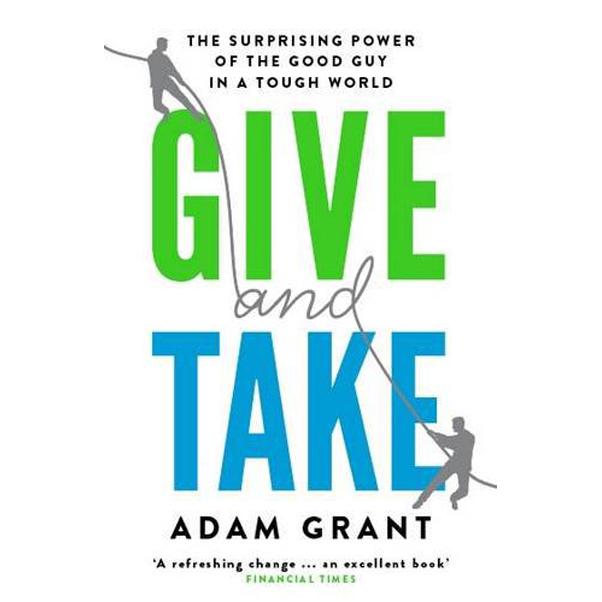 THE SURPRISING POWER
OF THE GOOD GUY
IN A TOUGH WORLD
GIVE
and
TAKE
ADAM GRANT
‘A refreshing change ... an excellent book’
FINANCIAL TIMES